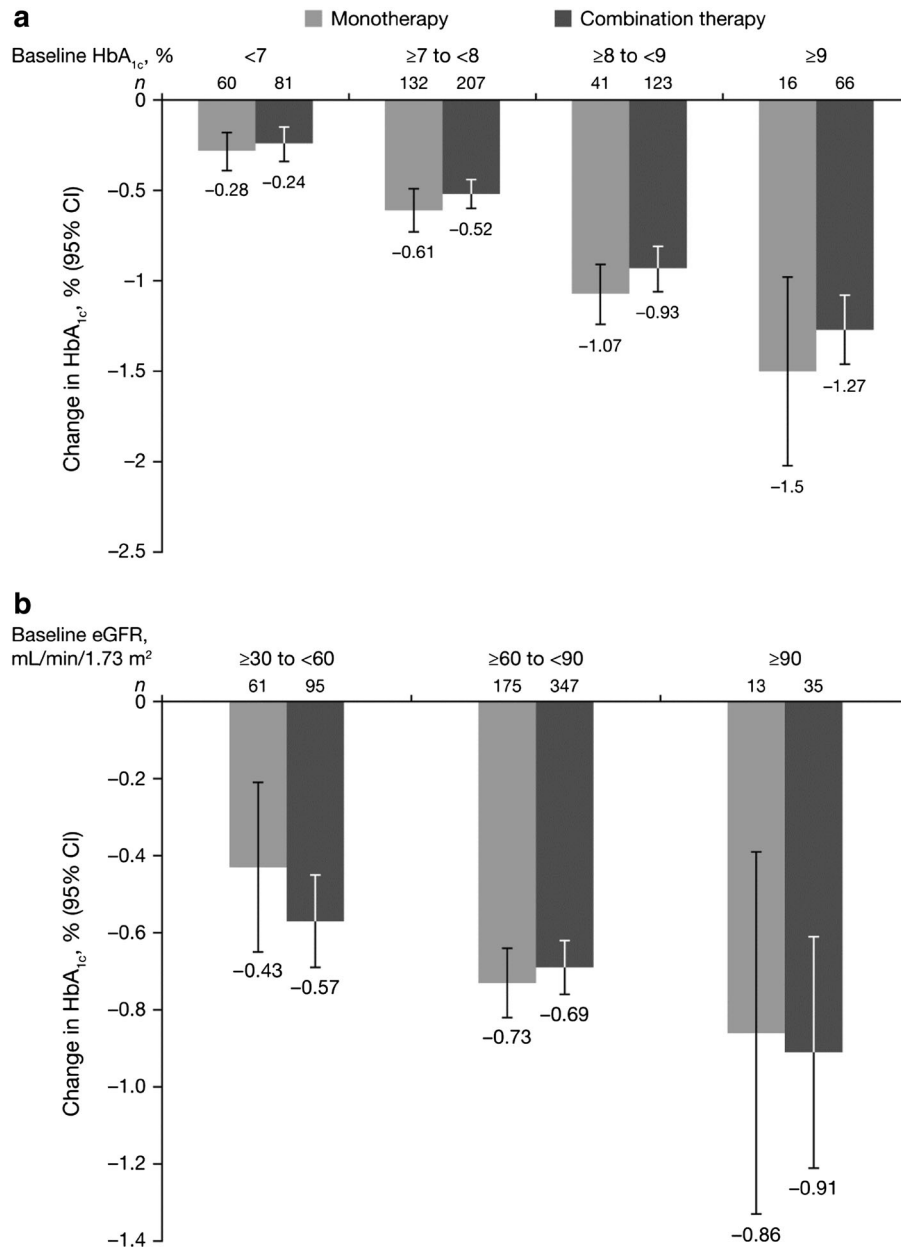 a
Monotherapy Combination therapy
Baseline HbA1c, % <7 ≥7 to <8 ≥8 to <9 ≥9
n 60 81 132 207 41 123 16 66
0
−0.5
−1
−1.5
−2
−2.5
Change in HbA1c, % (95% CI)
−0.28 −0.24
−0.61 −0.52
−1.07 −0.93
−1.5 −1.27
b
Baseline eGFR,
mL/min/1.73 m² ≥30 to <60 ≥60 to <90 ≥90
n 61 95 175 347 13 35
0
−0.2
−0.4
−0.6
−0.8
−1.0
−1.2
−1.4
Change in HbA1c, % (95% CI)
−0.43 −0.57
−0.73 −0.69
−0.86 −0.91